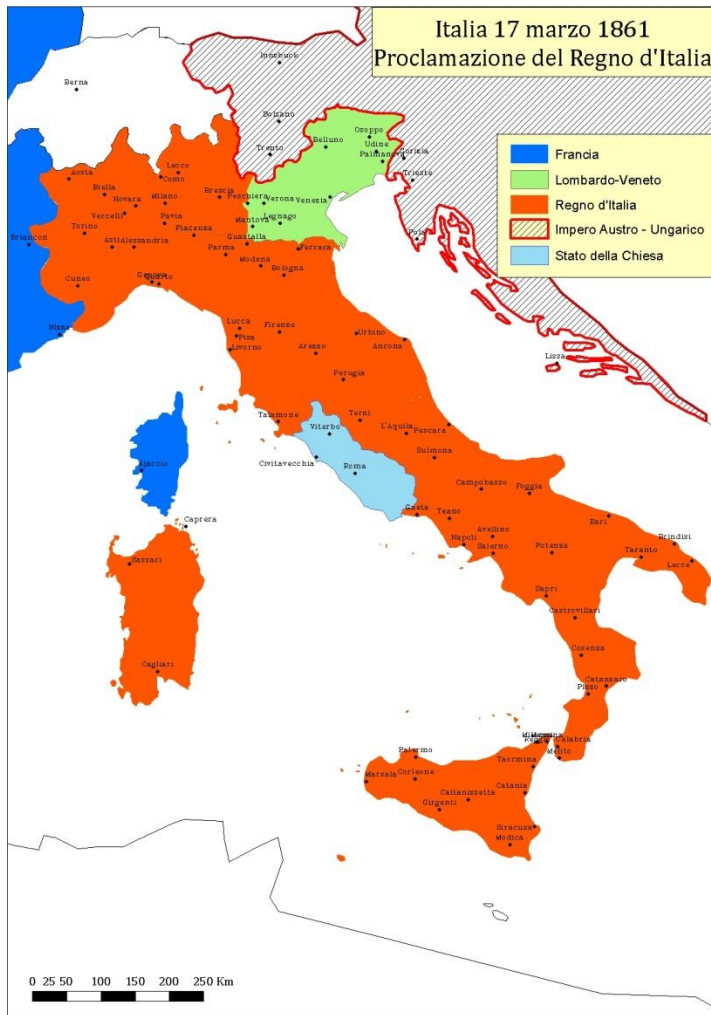 Italia 17 marzo 1861
Proclamazione del Regno d'Italia
Francia
Lombardo-Veneto
Regno d'Italia
Impero Austro - Ungarico
Stato della Chiesa
Innsbuck
Berna
Bolzano
Trento
Osoppo
Belluno
Udine
Palmanova
Gorizia
Trieste
Aosta
Lecco
Como
Biella
Milano
Brescia
Novara
Peschiera
Verona
Venezia
Vercelli
Pavia
Mantova
Legnago
Torino
Piacenza
Pola
Briancon
Asti
Alessandria
Guastalla
Parma
Ferrara
Modena
Bologna
Cuneo
Genova
Quarto
Nizza
Lucca
Pisa
Firenze
Urbino
Livorno
Arezzo
Ancona
Lissa
Perugia
Talamone
Terni
Viterbo
L'Aquila
Pescara
Civitavecchia
Roma
Sulmona
Ajaccio
Campobasso
Foggia
Caprera
Gaeta
Teano
Bari
Avellino
Napoli
Salerno
Potenza
Brindisi
Taranto
Lecce
Sassari
Sapri
Castrovillari
Cosenza
Cagliari
Catanzaro
Pizzo
Calabria
Melito
Palermo
Taormina
Marsala
Corleone
Caltanissetta
Catania
Girgenti
Siracusa
Modica
0 25 50 100 150 200 250 Km